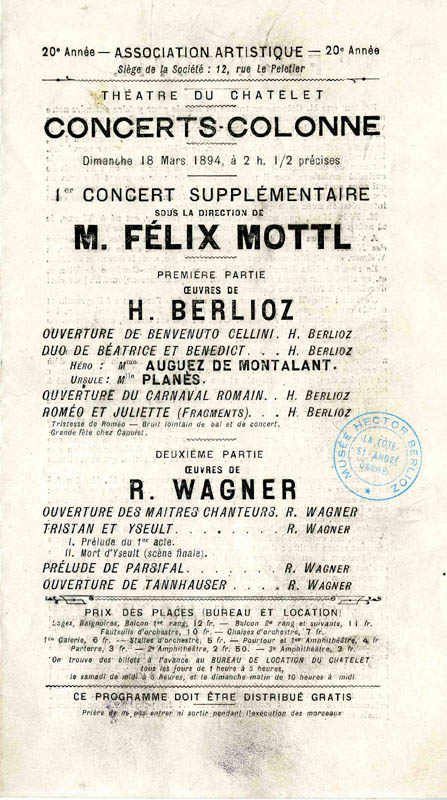 20e Année — ASSOCIATION ARTISTIQUE — 20e Année
Siège de la Société : 12, rue Le Peletier
THÉATRE DU CHATELET
CONCERTS-COLONNE
Dimanche 18 Mars 1894, à 2 h. 1/2 précises
1er CONCERT SUPPLÉMENTAIRE
SOUS LA DIRECTION DE
M. FÉLIX MOTTL
PREMIÈRE PARTIE
ŒUVRES DE
H. BERLIOZ
OUVERTURE DE BENVENUTO CELLINI. H. BERLIOZ
DUO DE BÉATRICE ET BENEDICT. . . H. BERLIOZ
HÉRO : Mme AUGUEZ DE MONTALANT.
URSULE : Mlle PLANÈS.
OUVERTURE DU CARNAVAL ROMAIN. . H. BERLIOZ
ROMÉO ET JULIETTE (FRAGMENTS). . . H. BERLIOZ
Tristesse de Roméo — Bruit lointain de bal et de concert.
Grande fête chez Capulet.
MUSÉE HECTOR BERLIOZ
LA CÔTE
ST. ANDRÉ
(ISÈRE)
DEUXIÈME PARTIE
ŒUVRES DE
R. WAGNER
OUVERTURE DES MAITRES CHANTEURS. R. WAGNER
TRISTAN ET YSEULT. . . . . . . . . R. WAGNER
I. Prélude du 1er acte.
II. Mort d'Yseult (scène finale).
PRÉLUDE DE PARSIFAL. . . . . . . . R. WAGNER
OUVERTURE DE TANNHAUSER . . . . . R. WAGNER
PRIX DES PLACES (BUREAU ET LOCATION)
Loges, Baignoires, Balcon 1er rang, 12 fr. — Balcon 2e rang et suivants, 11 fr.
Fauteuils d'orchestre, 10 fr. — Chaises d'orchestre, 7 fr.
1re Galerie, 6 fr. — Stalles d'orchestre, 5 fr. — Pourtour et 1er Amphithéâtre, 4 fr
Parterre, 3 fr. — 2e Amphithéâtre, 2 fr. 50. — 3e Amphithéâtre, 2 fr.
On trouve des billets à l'avance au BUREAU DE LOCATION DU CHATELET
tous les jours de 1 heure à 5 heures,
le samedi de midi à 5 heures, et le dimanche matin de 10 heures à midi
CE PROGRAMME DOIT ÊTRE DISTRIBUÉ GRATIS
Prière de ne pas entrer ni sortir pendant l'exécution des morceaux